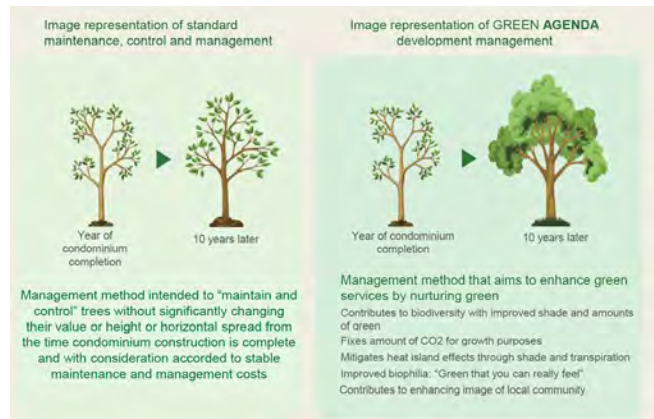 Image representation of standard
maintenance, control and management
Year of
condominium
completion
10 years later
Management method intended to "maintain and
control" trees without significantly changing
their value or height or horizontal spread from
the time condominium construction is complete
and with consideration accorded to stable
maintenance and management costs
Image representation of GREEN AGENDA
development management
Year of condominium
completion
10 years later
Management method that aims to enhance green
services by nurturing green
Contributes to biodiversity with improved shade and amounts
of green
Fixes amount of CO2 for growth purposes
Mitigates heat island effects through shade and transpiration
Improved biophilia: "Green that you can really feel"
Contributes to enhancing image of local community